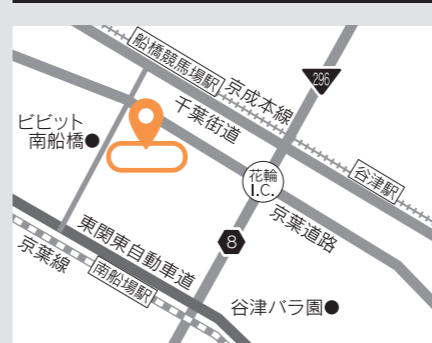 船橋競馬場駅
京成本線
296
千葉街道
ビビット
南船橋
谷津駅
花輪
I.C.
京葉道路
東関東自動車道
8
京葉線
南船場駅
谷津バラ園